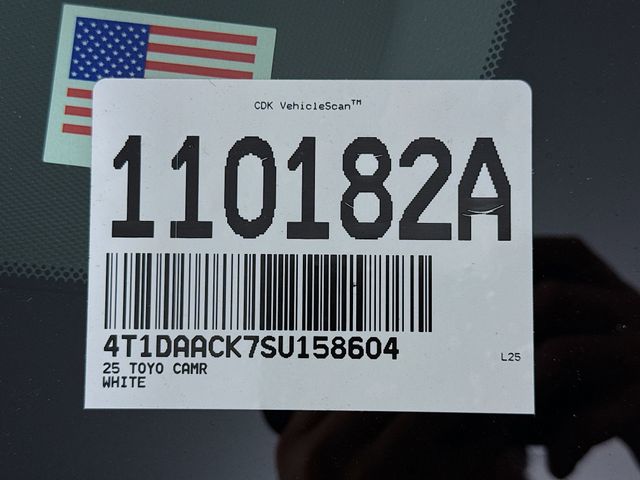 CDK VehicleScan™
110182A
4T1DAACK7SU158604
25 TOYO CAMR
L25
WHITE